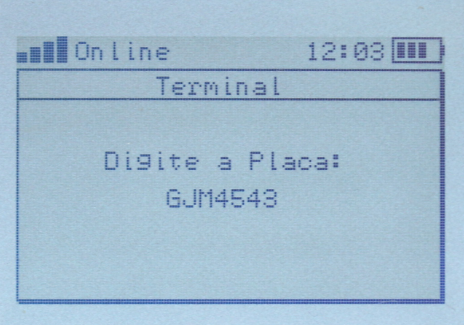 Online 12:03
Terminal
Digite a Placa:
GJM4543